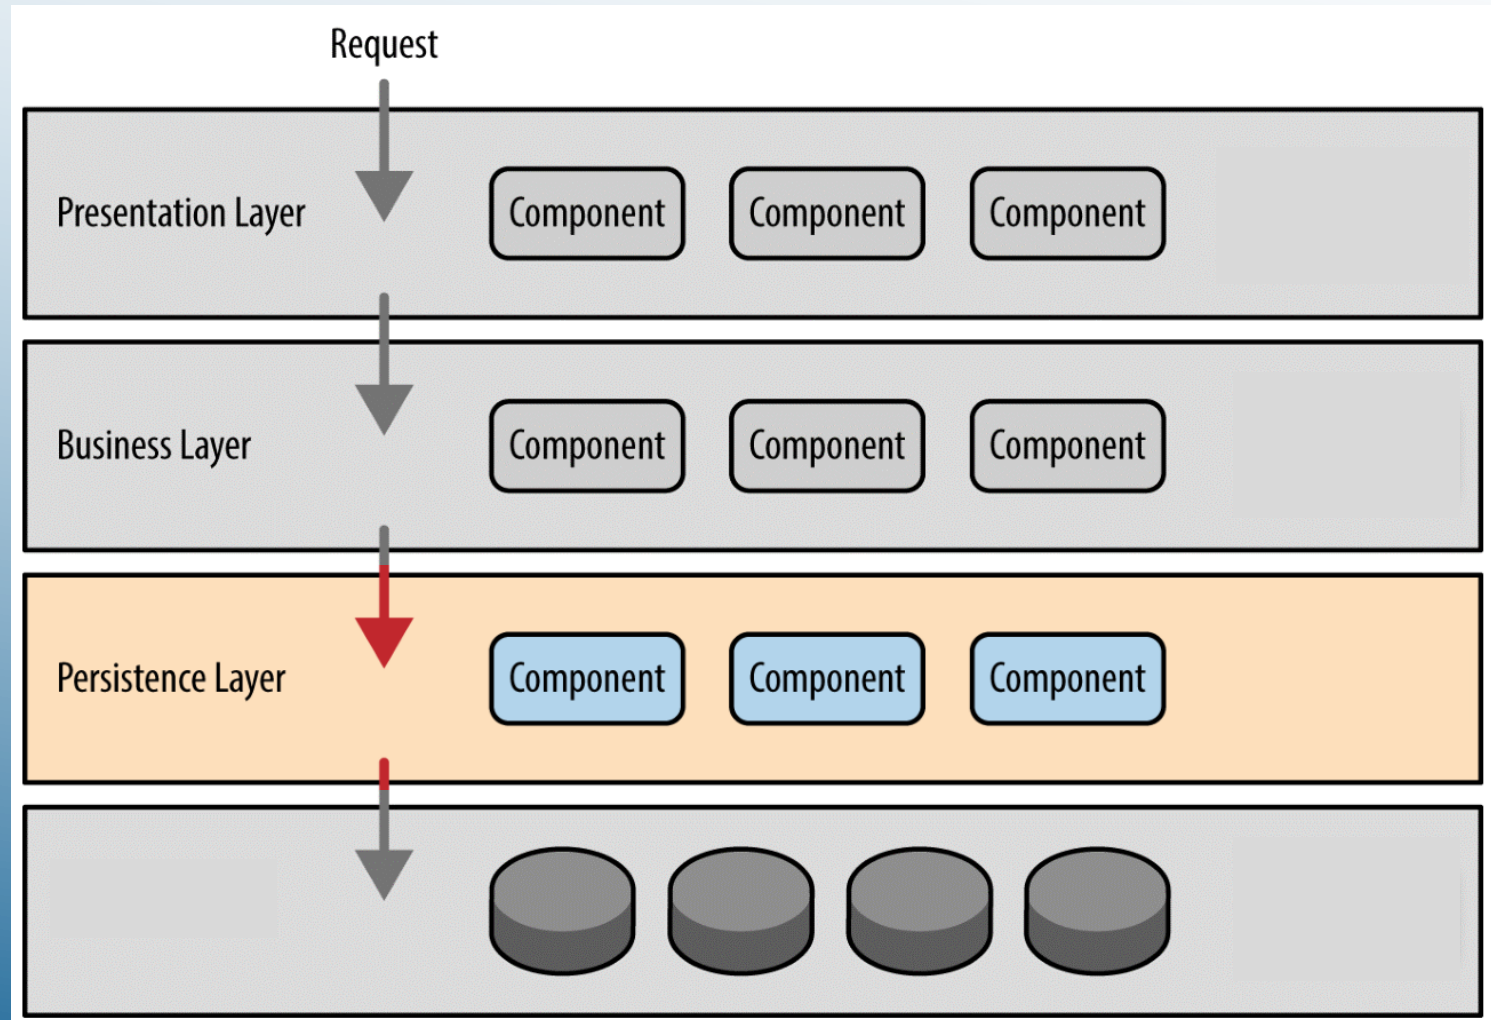 Request
Presentation Layer
Component
Component
Component
Business Layer
Component
Component
Component
Persistence Layer
Component
Component
Component